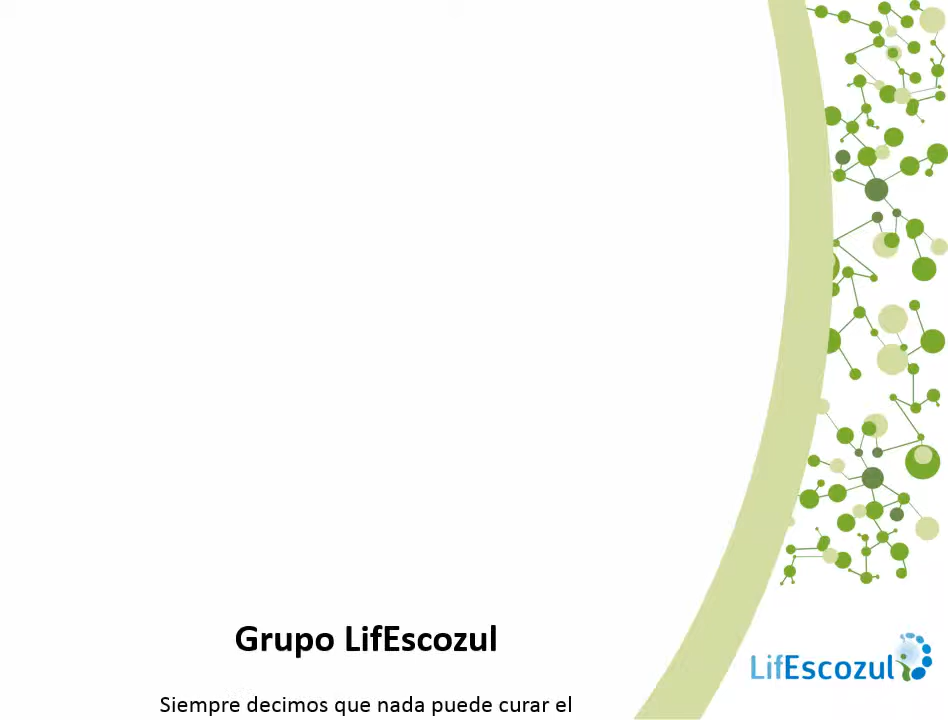 Grupo LifEscozul
LifEscozul
Siempre decimos que nada puede curar el